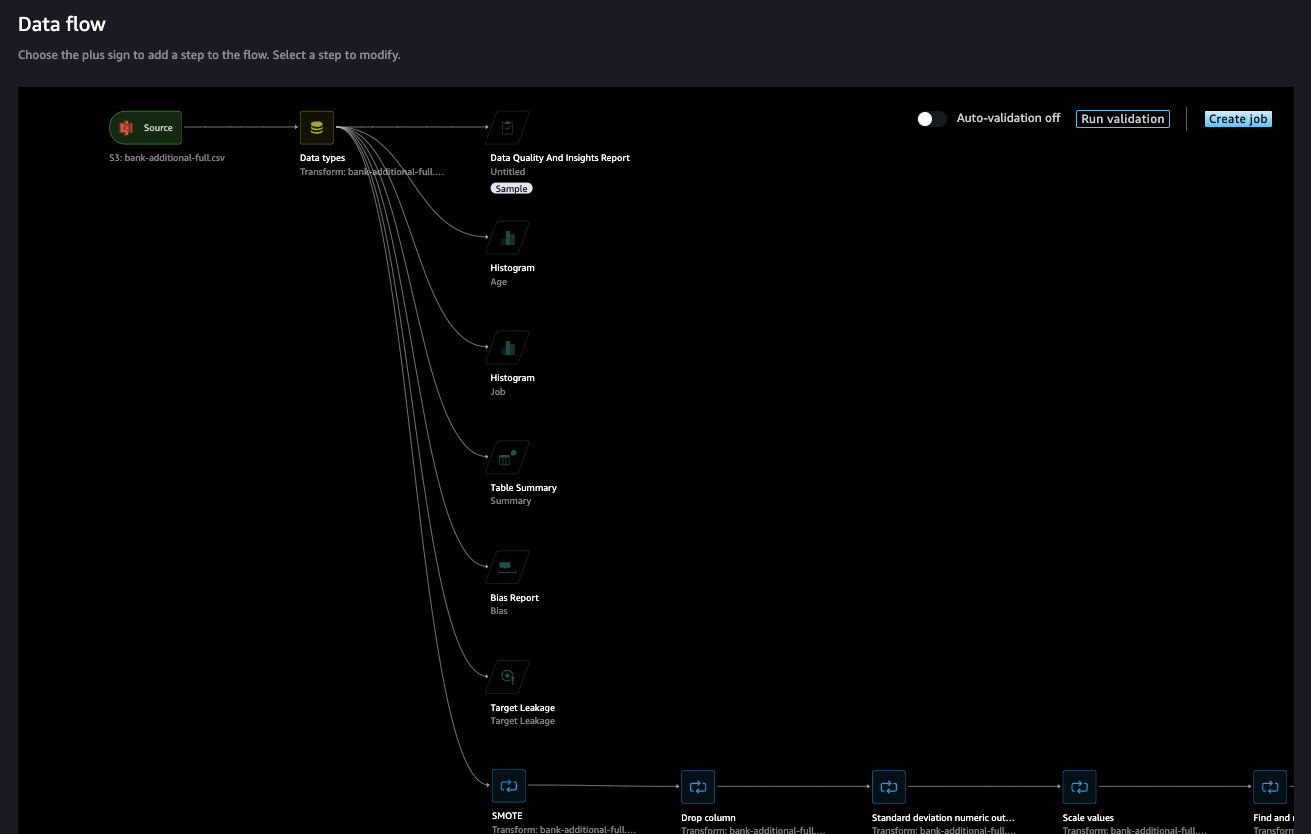 Data flow
Choose the plus sign to add a step to the flow. Select a step to modify.
Auto-validation off
Run validation
Create job
Source
S3: bank-additional-full.csv
Data types
Transform: bank-additional-full....
Data Quality And Insights Report
Untitled
Sample
Histogram
Age
Histogram
Job
Table Summary
Summary
Bias Report
Bias
Target Leakage
Target Leakage
SMOTE
Transform: bank-additional-full....
Drop column
Transform: bank-additional-full....
Standard deviation numeric out...
Transform: bank-additional-full....
Scale values
Transform: bank-additional-full....
Find and
Transform: